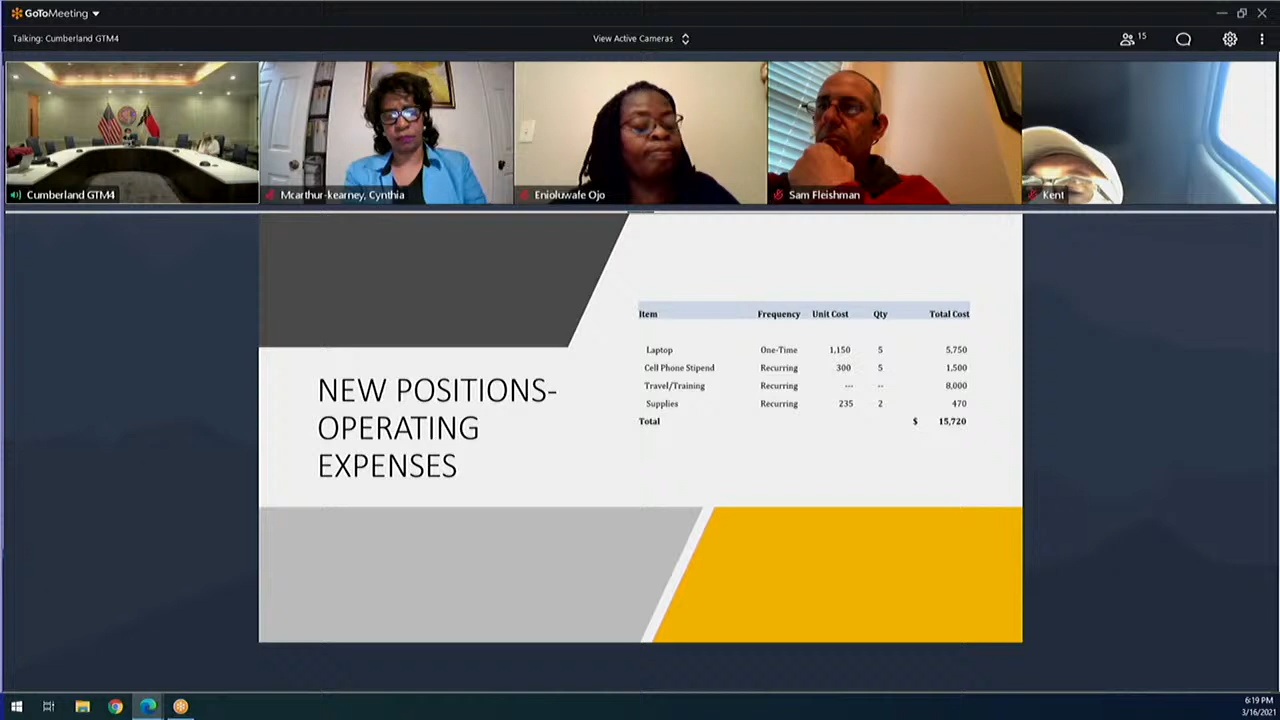 GoToMeeting
Talking: Cumberland GTM4
View Active Cameras
15
Cumberland GTM4
Mcarthur-kearney, Cynthia
Enioluwafe Ojo
Sam Fleishman
Kent
Item Frequency Unit Cost Qty Total Cost
Laptop One-Time 1,150 5 5,750
Cell Phone Stipend Recurring 300 5 1,500
Travel/Training Recurring --- -- 8,000
Supplies Recurring 235 2 470
Total $ 15,720
NEW POSITIONS-
OPERATING
EXPENSES
6:19 PM
3/16/2021